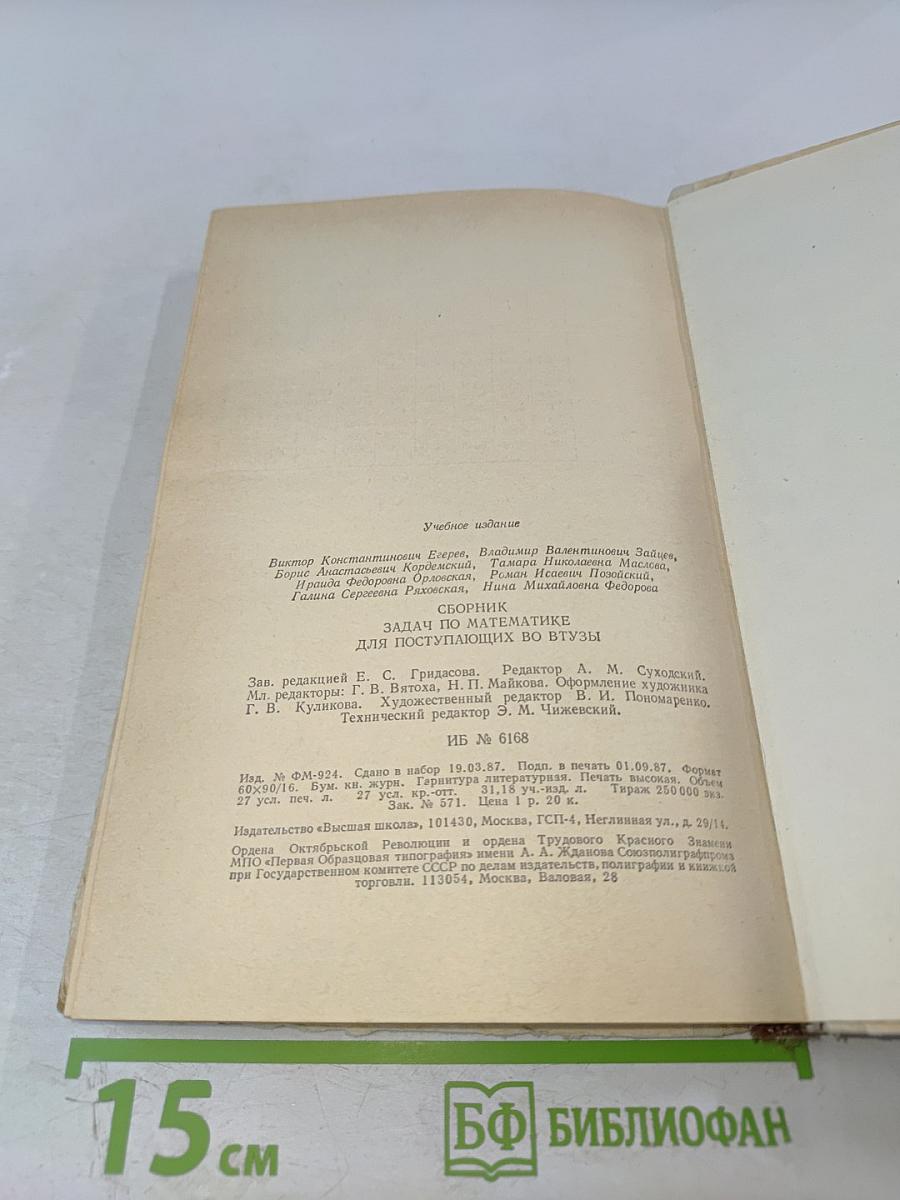 Учебное издание
Виктор Константинович Егерев, Владимир Валентинович Зайцев,
Борис Анастасьевич Кордемский, Тамара Николаевна Маслова,
Ираида Федоровна Орловская, Роман Исаевич Позойский,
Галина Сергеевна Ряховская, Нина Михайловна Федорова
СБОРНИК
ЗАДАЧ ПО МАТЕМАТИКЕ
ДЛЯ ПОСТУПАЮЩИХ ВО ВТУЗЫ
Зав. редакцией Е. С. Гридасова. Редактор А. М. Суходский.
Мл. редакторы: Г. В. Вятоха, Н. П. Майкова. Оформление художника
Г. В. Куликова. Художественный редактор В. И. Пономаренко.
Технический редактор Э. М. Чижевский.
ИБ № 6168
Изд. № ФМ-924. Сдано в набор 19.03.87. Подп. в печать 01.09.87. Формат
60×90/16. Бум. кн. журн. Гарнитура литературная. Печать высокая. Объем
27 усл. печ. л. 27 усл. кр.-отт. 31,18 уч.-изд. л. Тираж 250 000 экз.
Зак. № 571. Цена 1 р. 20 к.
Издательство «Высшая школа», 101430, Москва, ГСП-4, Неглинная ул., д. 29/14.
Ордена Октябрьской Революции и ордена Трудового Красного Знамени
МПО «Первая Образцовая типография» имени А. А. Жданова Союзполиграфпрома
при Государственном комитете СССР по делам издательств, полиграфии и книжной
торговли. 113054, Москва, Валовая, 28
15 см
БФ БИБЛИОФАН